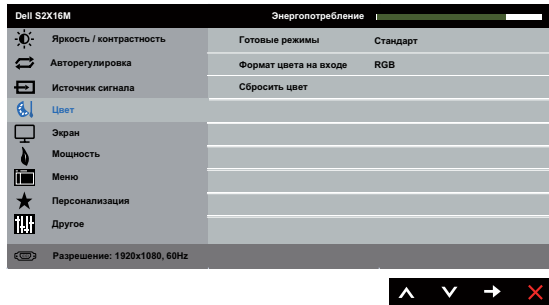 Dell S2X16M
Энергопотребление
Яркость / контрастность
Готовые режимы
Стандарт
Авторегулировка
Формат цвета на входе
RGB
Источник сигнала
Сбросить цвет
Цвет
Экран
Мощность
Меню
Персонализация
Другое
Разрешение: 1920x1080, 60Hz